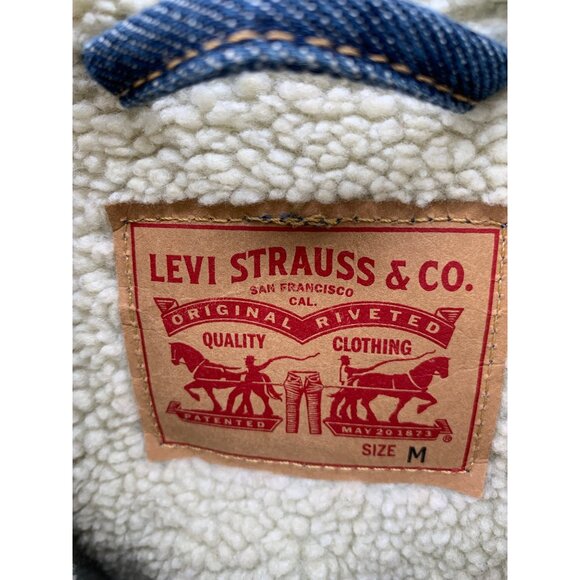 LEVI STRAUSS & CO.
SAN FRANCISCO
CAL.
ORIGINAL RIVETED
QUALITY CLOTHING
PATENTED MAY 20 1873 ®
SIZE M